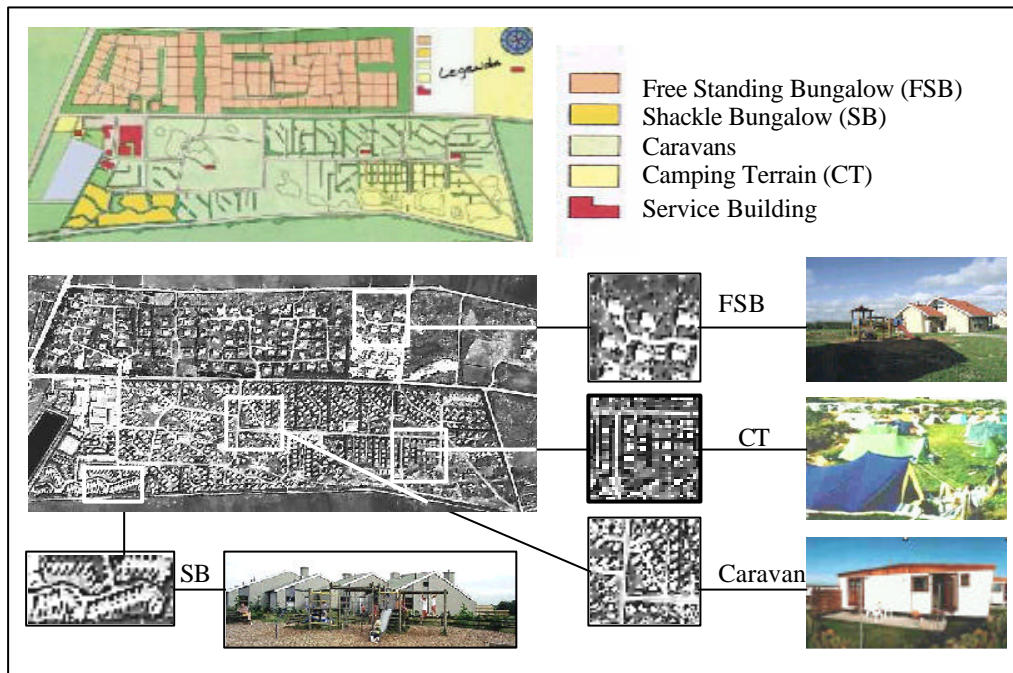 Legenda
Free Standing Bungalow (FSB)
Shackle Bungalow (SB)
Caravans
Camping Terrain (CT)
Service Building
FSB
CT
SB
Caravan